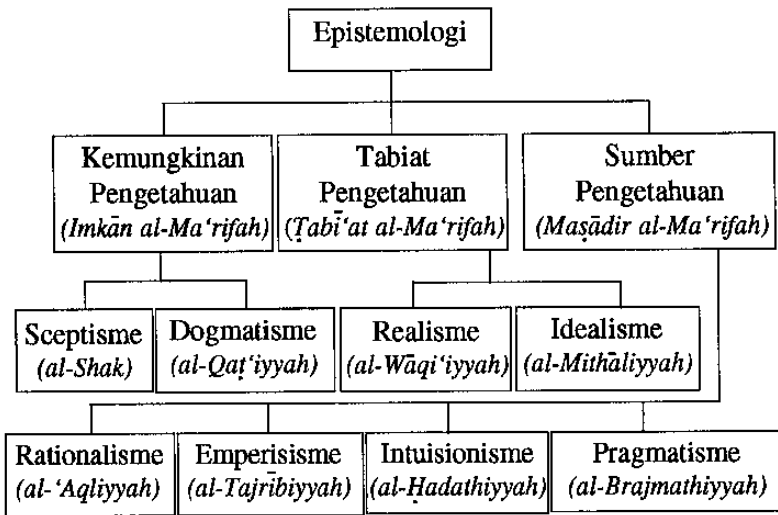 Epistemologi
Kemungkinan
Pengetahuan
(Imkān al-Ma‘rifah)
Tabiat
Pengetahuan
(Ṭabī‘at al-Ma‘rifah)
Sumber
Pengetahuan
(Maṣādir al-Ma‘rifah)
Sceptisme
(al-Shak)
Dogmatisme
(al-Qaṭ‘iyyah)
Realisme
(al-Wāqi‘iyyah)
Idealisme
(al-Mithāliyyah)
Rationalisme
(al-‘Aqliyyah)
Emperisisme
(al-Tajrībiyyah)
Intuisionisme
(al-Ḥadathiyyah)
Pragmatisme
(al-Brajmathiyyah)